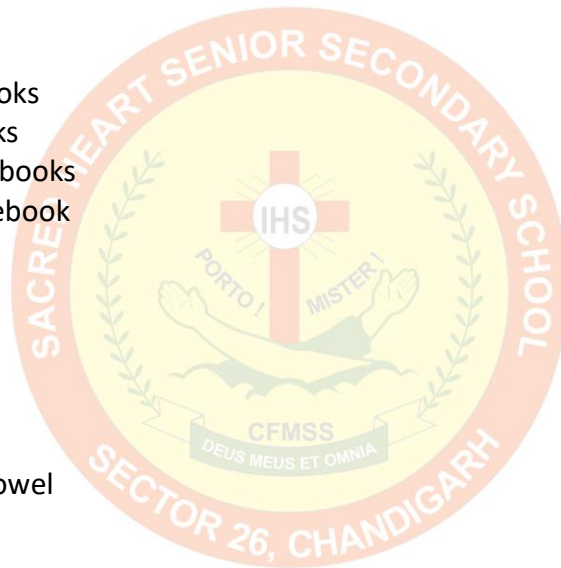 oks
ks
books
ebook
SACRED HEART SENIOR SECONDARY SCHOOL
IHS
PORTO! MISTER!
CFMSS
DEUS MEUS ET OMNIA
owel
SECTOR 26, CHANDIGARH